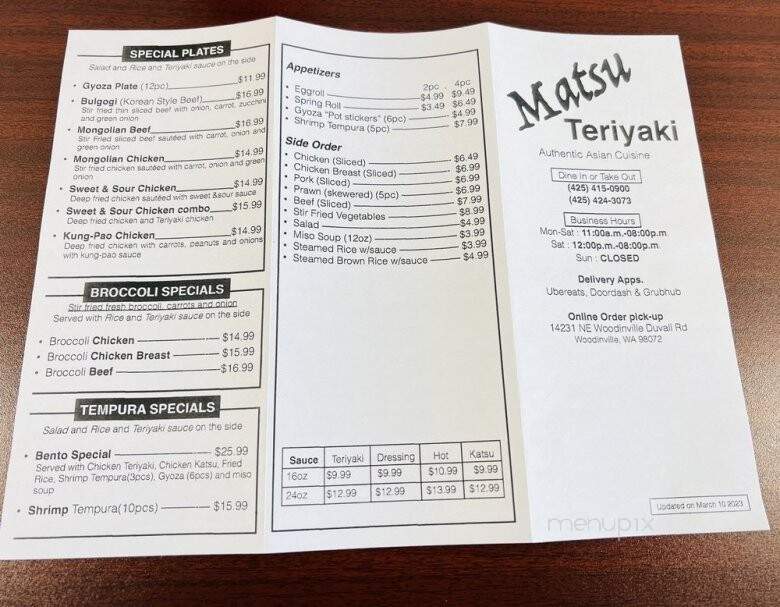 SPECIAL PLATES
Salad and Rice and Teriyaki sauce on the side
• Gyoza Plate (12pc) $11.99
• Bulgogi (Korean Style Beef) $16.99
Stir fried thin sliced beef with onion, carrot, zucchini
and green onion
• Mongolian Beef $16.99
Stir Fried sliced beef sautéed with carrot, onion and
green onion
• Mongolian Chicken $14.99
Stir fried chicken sautéed with carrot, onion and green
onion
• Sweet & Sour Chicken $14.99
Deep fried chicken sautéed with sweet &sour sauce
• Sweet & Sour Chicken combo $15.99
Deep fried chicken and Teriyaki chicken
• Kung-Pao Chicken $14.99
Deep fried chicken with carrots, peanuts and onions
with kung-pao sauce
BROCCOLI SPECIALS
Stir fried fresh broccoli, carrots and onion
Served with Rice and Teriyaki sauce on the side
• Broccoli Chicken $14.99
• Broccoli Chicken Breast $15.99
• Broccoli Beef $16.99
TEMPURA SPECIALS
Salad and Rice and Teriyaki sauce on the side
• Bento Special $25.99
Served with Chicken Teriyaki, Chicken Katsu, Fried
Rice, Shrimp Tempura(3pcs), Gyoza (6pcs) and miso
soup
• Shrimp Tempura(10pcs) $15.99
Appetizers
2pc . 4pc
• Eggroll $4.99 $9.49
• Spring Roll $3.49 $6.49
• Gyoza "Pot stickers" (6pc) $4.99
• Shrimp Tempura (5pc) $7.99
Side Order
• Chicken (Sliced) $6.49
• Chicken Breast (Sliced) $6.99
• Pork (Sliced) $6.99
• Prawn (skewered) (5pc) $6.99
• Beef (Sliced) $7.99
• Stir Fried Vegetables $8.99
• Salad $3.99
• Miso Soup (12oz) $3.99
• Steamed Rice w/sauce $3.99
• Steamed Brown Rice w/sauce $4.99
Sauce Teriyaki Dressing Hot Katsu
16oz $9.99 $9.99 $10.99 $9.99
24oz $12.99 $12.99 $13.99 $12.99
Matsu
Teriyaki
Authentic Asian Cuisine
Dine In or Take Out
(425) 415-0900
(425) 424-3073
Business Hours
Mon-Sat : 11:00a.m.-08:00p.m.
Sat : 12:00p.m.-08:00p.m.
Sun : CLOSED
Delivery Apps.
Ubereats, Doordash & Grubhub
Online Order pick-up
14231 NE Woodinville Duvall Rd
Woodinville, WA 98072
Updated on March 10 2023
menupix